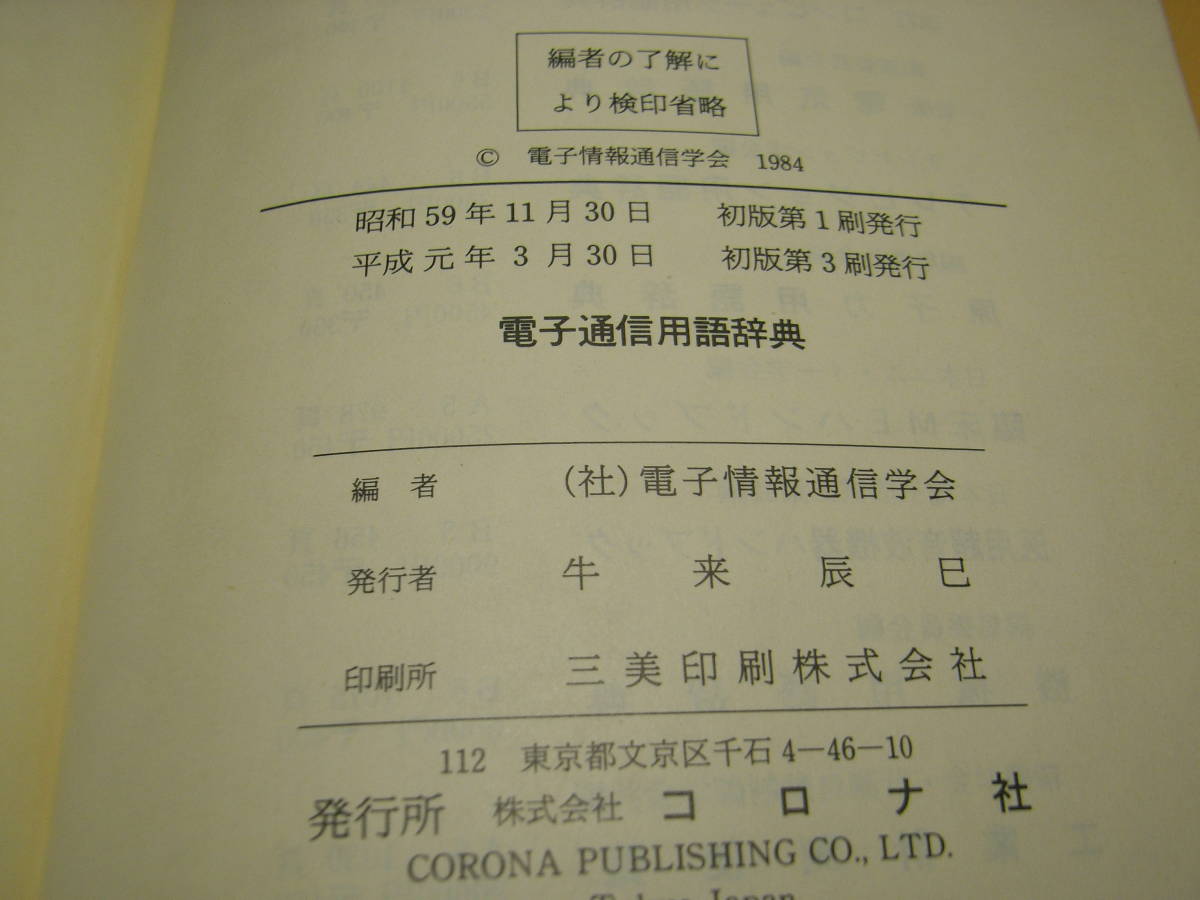 編者の了解に
より検印省略
© 電子情報通信学会 1984
昭和 59 年 11 月 30 日 初版第 1 刷発行
平成 元 年 3 月 30 日 初版第 3 刷発行
電子通信用語辞典
編者 (社) 電子情報通信学会
発行者 牛来辰巳
印刷所 三美印刷株式会社
112 東京都文京区千石 4—46—10
発行所 株式会社 コロナ社
CORONA PUBLISHING CO., LTD.
Tokyo Japan